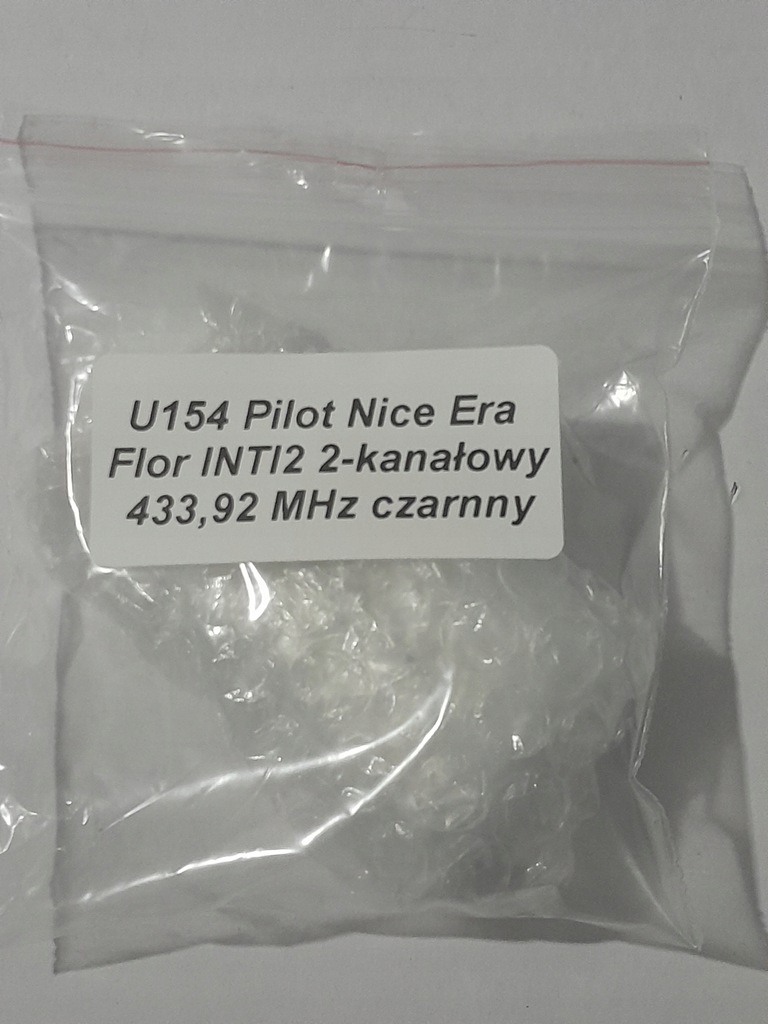 U154 Pilot Nice Era
Flor INTI2 2-kanałowy
433,92 MHz czarnny